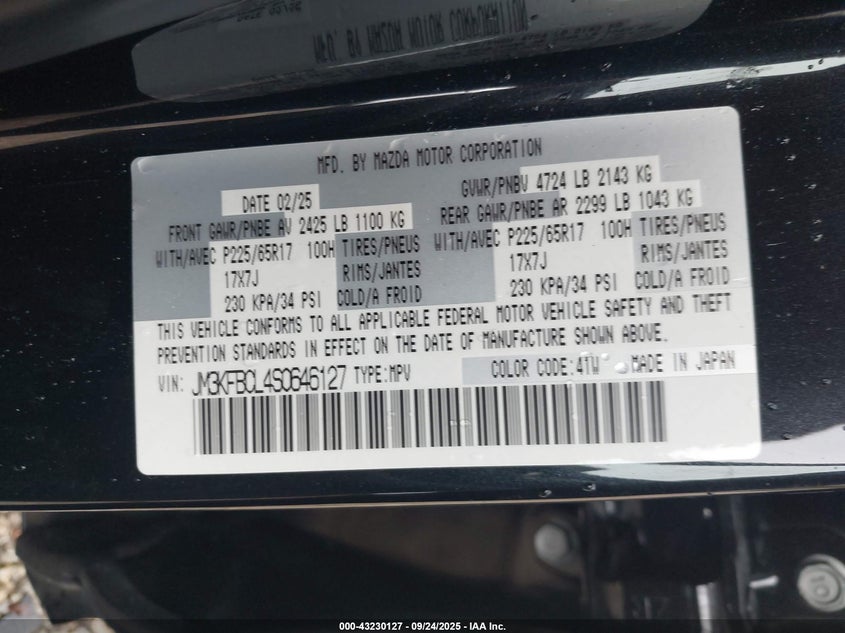 MFD. BY MAZDA MOTOR CORPORATION
DATE 02/25 GVWR/PNBV 4724 LB 2143 KG
FRONT GAWR/PNBE AV 2425 LB 1100 KG REAR GAWR/PNBE AR 2299 LB 1043 KG
WITH/AVEC P225/65R17 100H TIRES/PNEUS WITH/AVEC P225/65R17 100H TIRES/PNEUS
17X7J RIMS/JANTES 17X7J RIMS/JANTES
230 KPA/34 PSI COLD/A FROID 230 KPA/34 PSI COLD/A FROID
THIS VEHICLE CONFORMS TO ALL APPLICABLE FEDERAL MOTOR VEHICLE SAFETY AND THEFT
PREVENTION STANDARDS IN EFFECT ON THE DATE OF MANUFACTURE SHOWN ABOVE.
VIN: JM3KFBCL4S0646127 TYPE:MPV COLOR CODE:41W MADE IN JAPAN
000-43230127 - 09/24/2025 - IAA Inc.